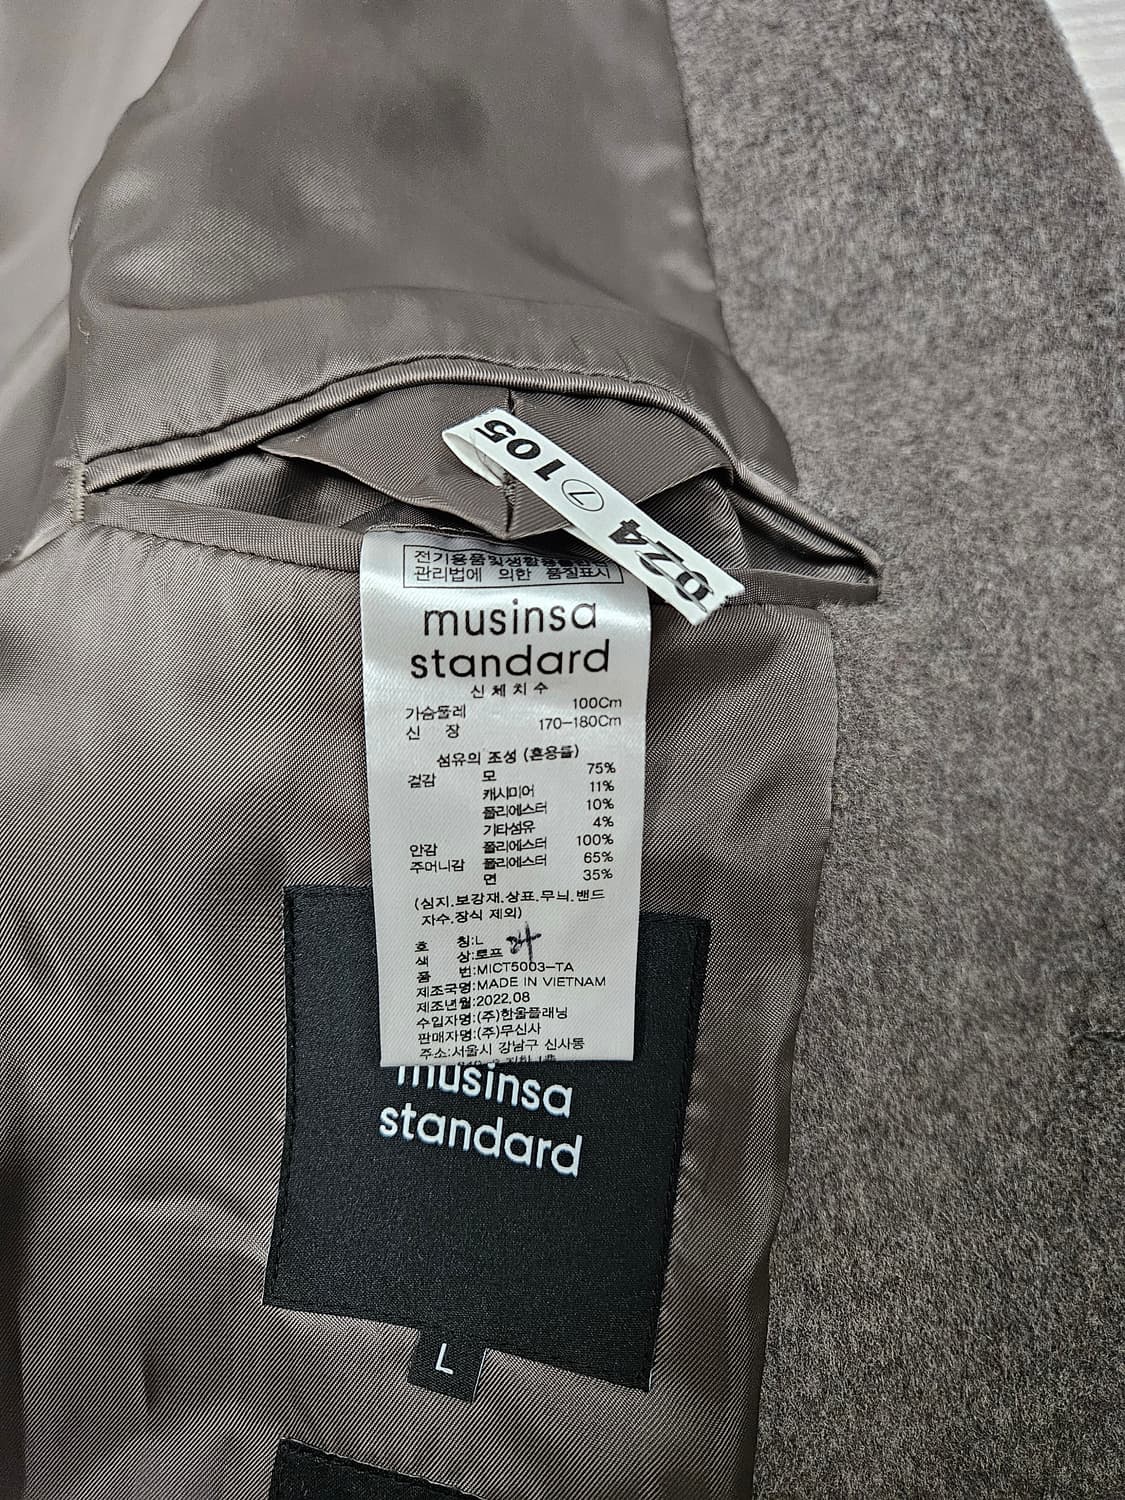 624 ⑦ 105
전기용품및생활용품안전
관리법에 의한 품질표시
musinsa
standard
신체치수
가슴둘레 100Cm
신 장 170-180Cm
섬유의 조성 (혼용률)
겉감 모 75%
캐시미어 11%
폴리에스터 10%
기타섬유 4%
안감 폴리에스터 100%
주머니감 폴리에스터 65%
면 35%
(심지.보강재.상표.무늬.밴드
자수.장식 제외)
호 칭:L
색 상:토프
품 번:MICT5003-TA
제조국명:MADE IN VIETNAM
제조년월:2022.08
수입자명:(주)한울플래닝
판매자명:(주)무신사
주소:서울시 강남구 신사동
musinsa
standard
L